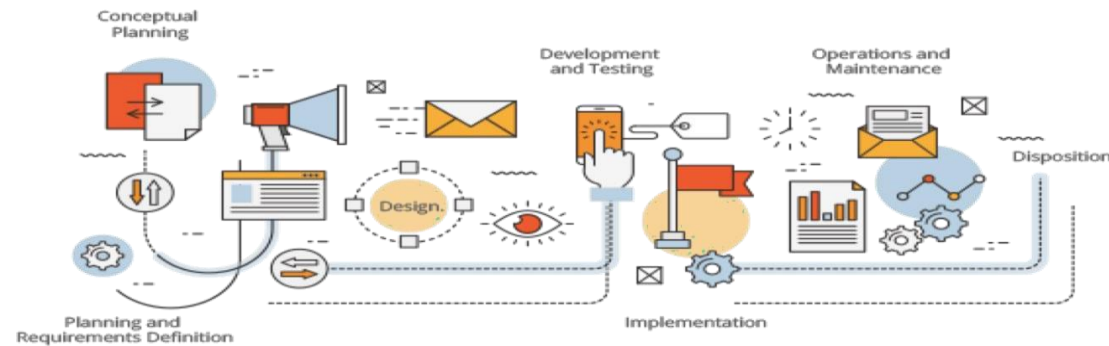 Conceptual
Planning
Planning and
Requirements Definition
Design.
Development
and Testing
Implementation
Operations and
Maintenance
Disposition